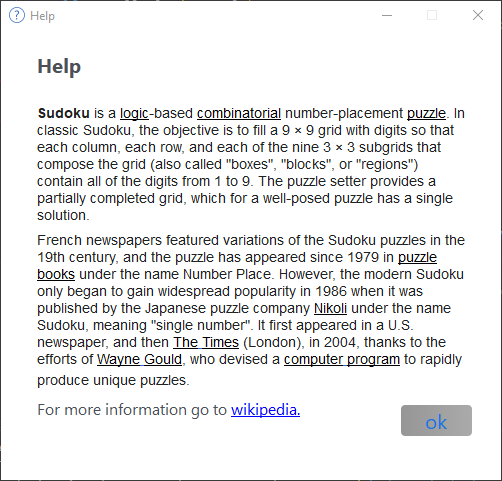 Help
Help
Sudoku is a logic-based combinatorial number-placement puzzle. In
classic Sudoku, the objective is to fill a 9 × 9 grid with digits so that
each column, each row, and each of the nine 3 × 3 subgrids that
compose the grid (also called "boxes", "blocks", or "regions")
contain all of the digits from 1 to 9. The puzzle setter provides a
partially completed grid, which for a well-posed puzzle has a single
solution.
French newspapers featured variations of the Sudoku puzzles in the
19th century, and the puzzle has appeared since 1979 in puzzle
books under the name Number Place. However, the modern Sudoku
only began to gain widespread popularity in 1986 when it was
published by the Japanese puzzle company Nikoli under the name
Sudoku, meaning "single number". It first appeared in a U.S.
newspaper, and then The Times (London), in 2004, thanks to the
efforts of Wayne Gould, who devised a computer program to rapidly
produce unique puzzles.
For more information go to wikipedia.
ok